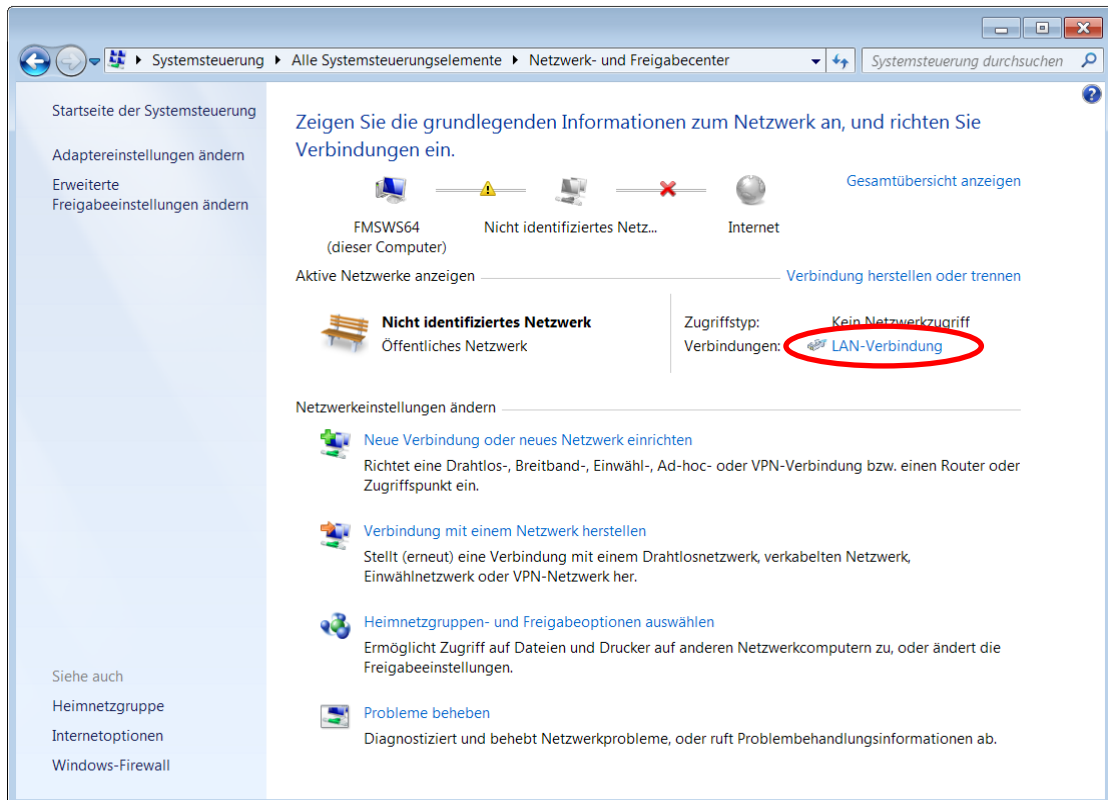 Systemsteuerung Alle Systemsteuerungselemente Netzwerk- und Freigabecenter Systemsteuerung durchsuchen
Startseite der Systemsteuerung
Adaptereinstellungen ändern
Erweiterte
Freigabeeinstellungen ändern
Zeigen Sie die grundlegenden Informationen zum Netzwerk an, und richten Sie
Verbindungen ein.
Gesamtübersicht anzeigen
FMSWS64 Nicht identifiziertes Netz... Internet
(dieser Computer)
Aktive Netzwerke anzeigen Verbindung herstellen oder trennen
Nicht identifiziertes Netzwerk Zugriffstyp: Kein Netzwerkzugriff
Öffentliches Netzwerk Verbindungen: LAN-Verbindung
Netzwerkeinstellungen ändern
Neue Verbindung oder neues Netzwerk einrichten
Richtet eine Drahtlos-, Breitband-, Einwähl-, Ad-hoc- oder VPN-Verbindung bzw. einen Router oder
Zugriffspunkt ein.
Verbindung mit einem Netzwerk herstellen
Stellt (erneut) eine Verbindung mit einem Drahtlosnetzwerk, verkabelten Netzwerk,
Einwählnetzwerk oder VPN-Netzwerk her.
Heimnetzgruppen- und Freigabeoptionen auswählen
Ermöglicht Zugriff auf Dateien und Drucker auf anderen Netzwerkcomputern zu, oder ändert die
Freigabeeinstellungen.
Probleme beheben
Diagnostiziert und behebt Netzwerkprobleme, oder ruft Problembehandlungsinformationen ab.
Siehe auch
Heimnetzgruppe
Internetoptionen
Windows-Firewall